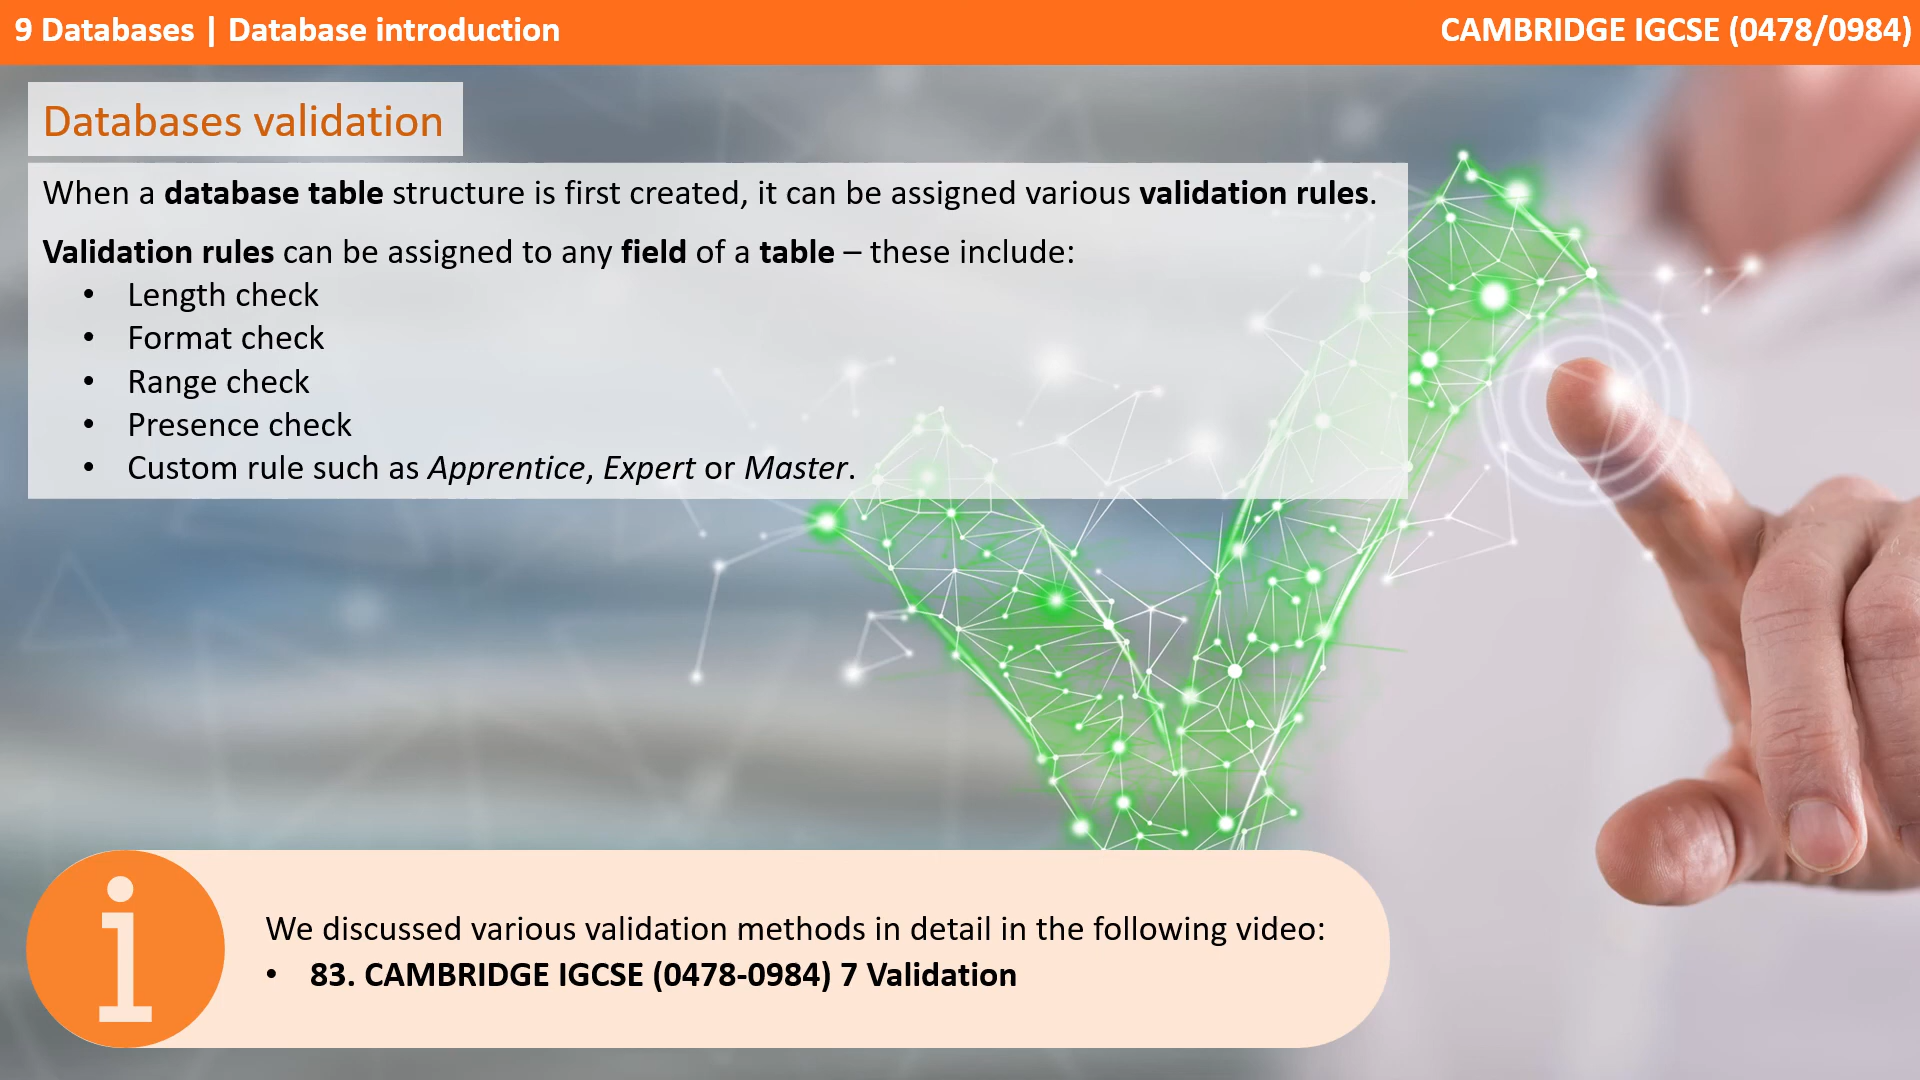 9 Databases | Database introduction
CAMBRIDGE IGCSE (0478/0984)
Databases validation
When a database table structure is first created, it can be assigned various validation rules.
Validation rules can be assigned to any field of a table – these include:
• Length check
• Format check
• Range check
• Presence check
• Custom rule such as Apprentice, Expert or Master.
We discussed various validation methods in detail in the following video:
• 83. CAMBRIDGE IGCSE (0478-0984) 7 Validation